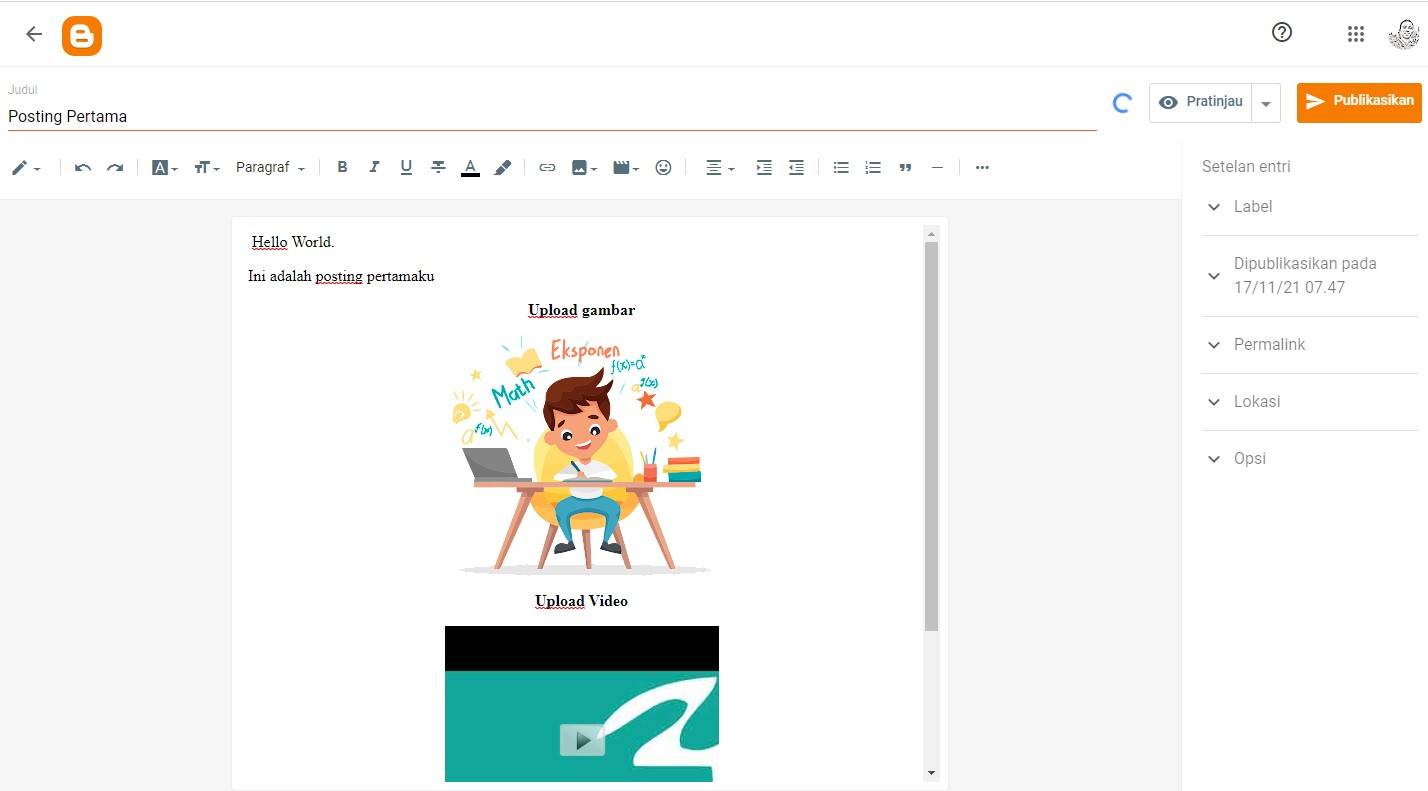 Judul
Posting Pertama
Pratinjau
Publikasikan
Paragraf
B I U A
Setelan entri
Label
Dipublikasikan pada
17/11/21 07.47
Permalink
Lokasi
Opsi
Hello World.
Ini adalah posting pertamaku
Upload gambar
Eksponen
f(x)=aˣ
Math
a^g(x)
a^f(x)
Upload Video